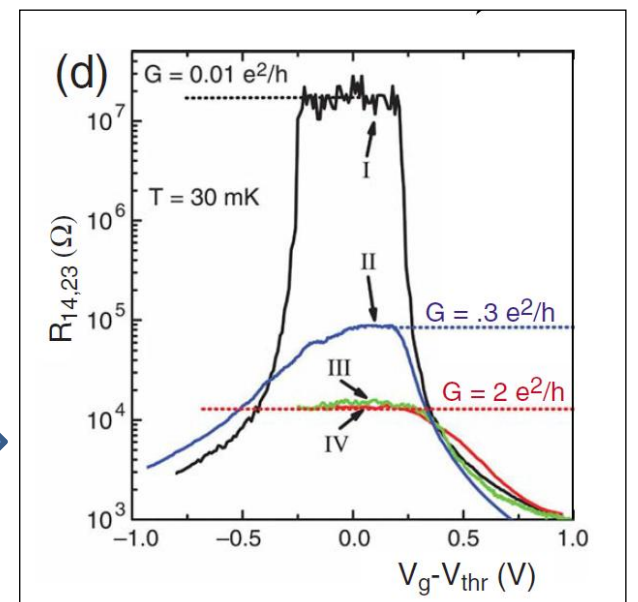 (d)
G = 0.01 e²/h
T = 30 mK
I
II
G = .3 e²/h
III
G = 2 e²/h
IV
R₁₄,₂₃ (Ω)
10⁷
10⁶
10⁵
10⁴
10³
−1.0 −0.5 0.0 0.5 1.0
Vg-Vthr (V)